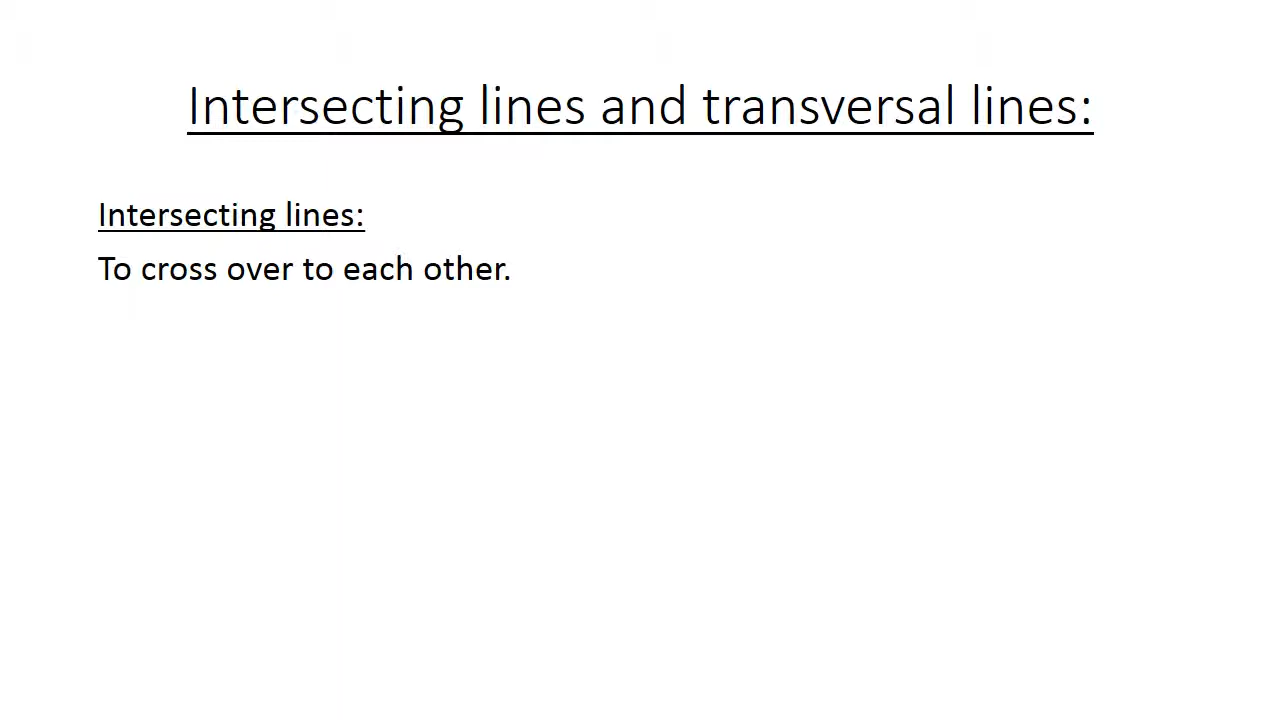 Intersecting lines and transversal lines:
Intersecting lines:
To cross over to each other.